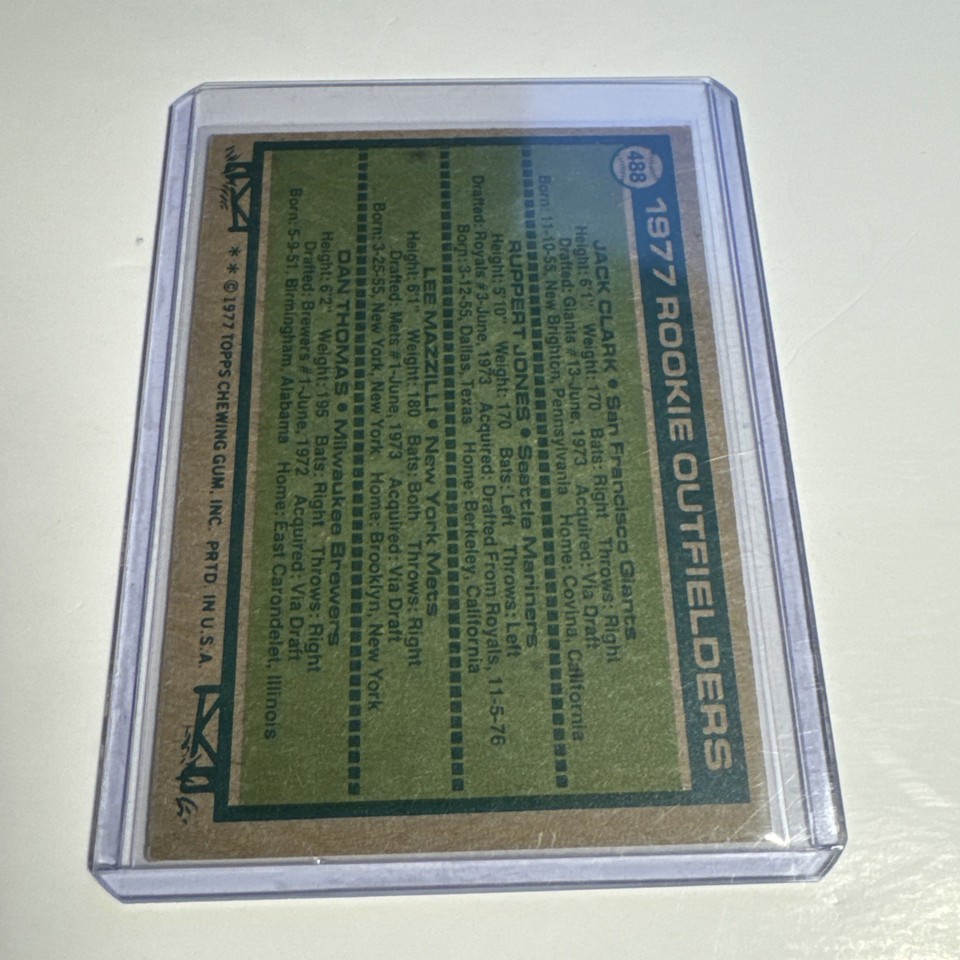 488
1977 ROOKIE OUTFIELDERS
JACK CLARK • San Francisco Giants
Height: 6'1" Weight: 170 Bats: Right Throws: Right
Drafted: Giants #13-June, 1973 Acquired: Via Draft
Born: 11-10-55, New Brighton, Pennsylvania Home: Covina, California
RUPPERT JONES • Seattle Mariners
Height: 5'10" Weight: 170 Bats: Left Throws: Left
Drafted: Royals #3-June, 1973 Acquired: Drafted From Royals, 11-5-76
Born: 3-12-55, Dallas, Texas Home: Berkeley, California
LEE MAZZILLI • New York Mets
Height: 6'1" Weight: 180 Bats: Both Throws: Right
Drafted: Mets #1-June, 1973 Acquired: Via Draft
Born: 3-25-55, New York, New York Home: Brooklyn, New York
DAN THOMAS • Milwaukee Brewers
Height: 6'2" Weight: 195 Bats: Right Throws: Right
Drafted: Brewers #1-June, 1972 Acquired: Via Draft
Born: 5-9-51, Birmingham, Alabama Home: East Carondelet, Illinois
** © 1977 TOPPS CHEWING GUM, INC. PRTD. IN U.S.A.